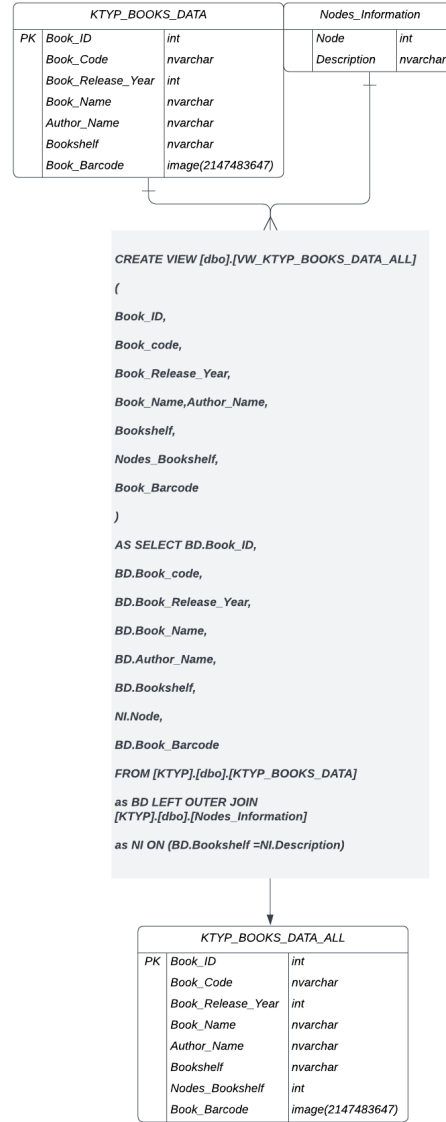 KTYP_BOOKS_DATA
PK Book_ID int
Book_Code nvarchar
Book_Release_Year int
Book_Name nvarchar
Author_Name nvarchar
Bookshelf nvarchar
Book_Barcode image(2147483647)
Nodes_Information
Node int
Description nvarchar
CREATE VIEW [dbo].[VW_KTYP_BOOKS_DATA_ALL]
(
Book_ID,
Book_code,
Book_Release_Year,
Book_Name,Author_Name,
Bookshelf,
Nodes_Bookshelf,
Book_Barcode
)
AS SELECT BD.Book_ID,
BD.Book_code,
BD.Book_Release_Year,
BD.Book_Name,
BD.Author_Name,
BD.Bookshelf,
NI.Node,
BD.Book_Barcode
FROM [KTYP].[dbo].[KTYP_BOOKS_DATA]
as BD LEFT OUTER JOIN
[KTYP].[dbo].[Nodes_Information]
as NI ON (BD.Bookshelf =NI.Description)
KTYP_BOOKS_DATA_ALL
PK Book_ID int
Book_Code nvarchar
Book_Release_Year int
Book_Name nvarchar
Author_Name nvarchar
Bookshelf nvarchar
Nodes_Bookshelf int
Book_Barcode image(2147483647)